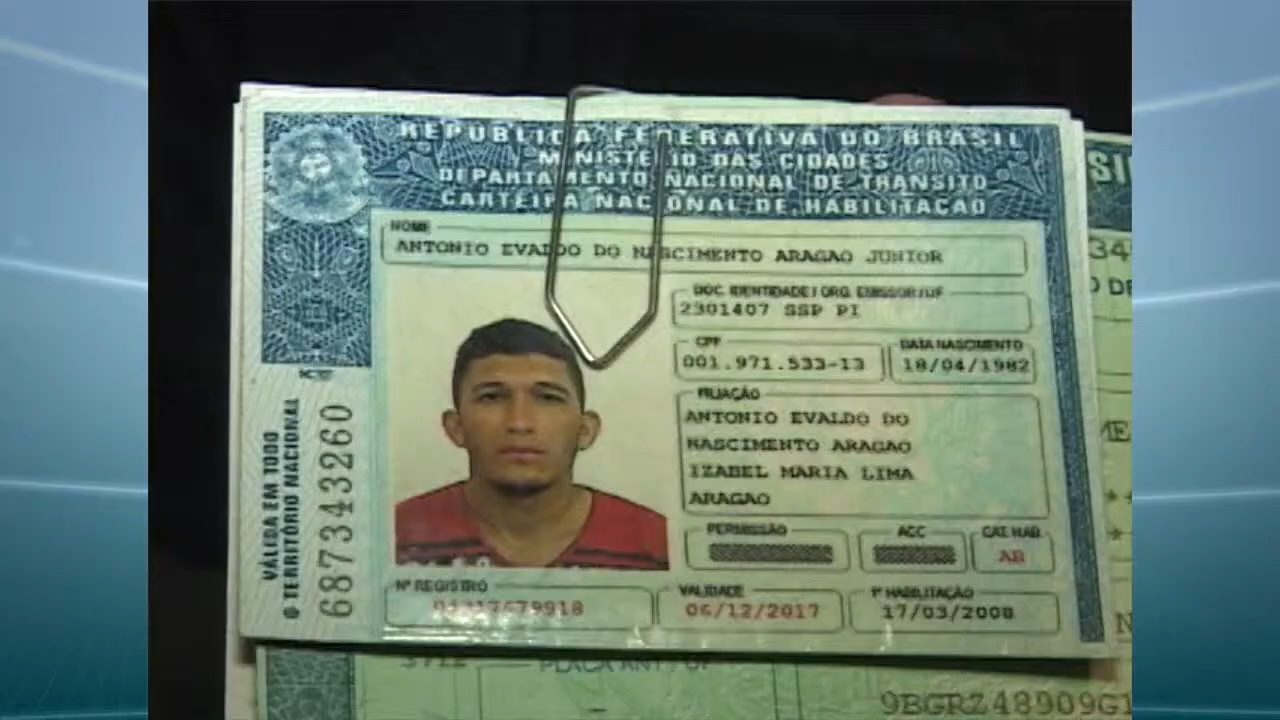 REPÚBLICA FEDERATIVA DO BRASIL
MINISTÉRIO DAS CIDADES
DEPARTAMENTO NACIONAL DE TRANSITO
CARTEIRA NACIONAL DE HABILITAÇÃO
NOME
ANTONIO EVALDO DO NASCIMENTO ARAGAO JUNIOR
DOC. IDENTIDADE / ORG. EMISSOR/UF
2301407 SSP PI
CPF
001.971.533-13
DATA NASCIMENTO
18/04/1982
FILIAÇÃO
ANTONIO EVALDO DO
NASCIMENTO ARAGAO
IZABEL MARIA LIMA
ARAGAO
PERMISSÃO
ACC
CAT. HAB
AB
Nº REGISTRO
VALIDADE
06/12/2017
1ª HABILITAÇÃO
17/03/2008
VÁLIDA EM TODO
O TERRITÓRIO NACIONAL
687343260
PLACA ANT / UF
9BGRZ48909G1